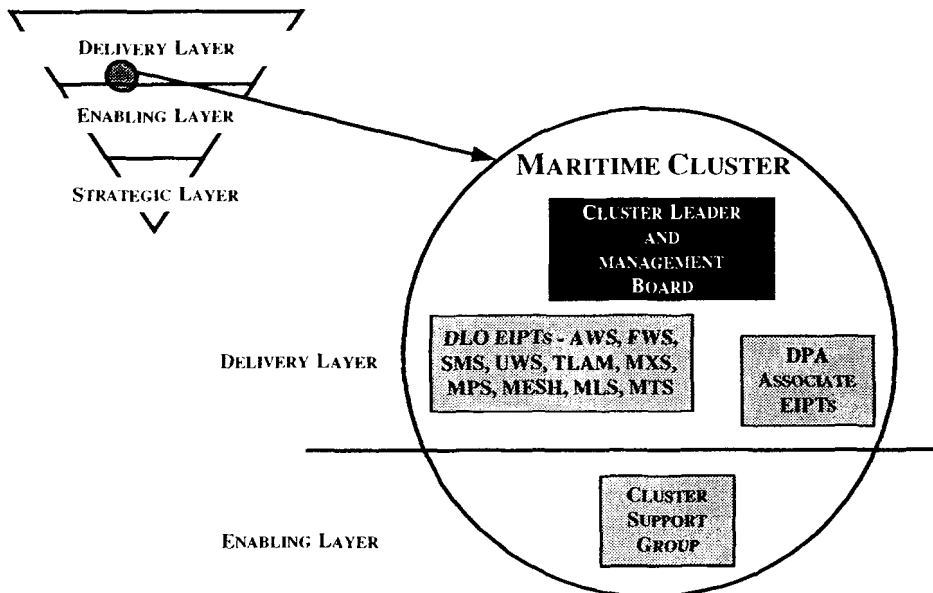 DELIVERY LAYER
ENABLING LAYER
STRATEGIC LAYER
MARITIME CLUSTER
CLUSTER LEADER
AND
MANAGEMENT
BOARD
DELIVERY LAYER
DLO EIPTs - AWS, FWS,
SMS, UWS, TLAM, MXS,
MPS, MESH, MLS, MTS
DPA
ASSOCIATE
EIPTs
ENABLING LAYER
CLUSTER
SUPPORT
GROUP